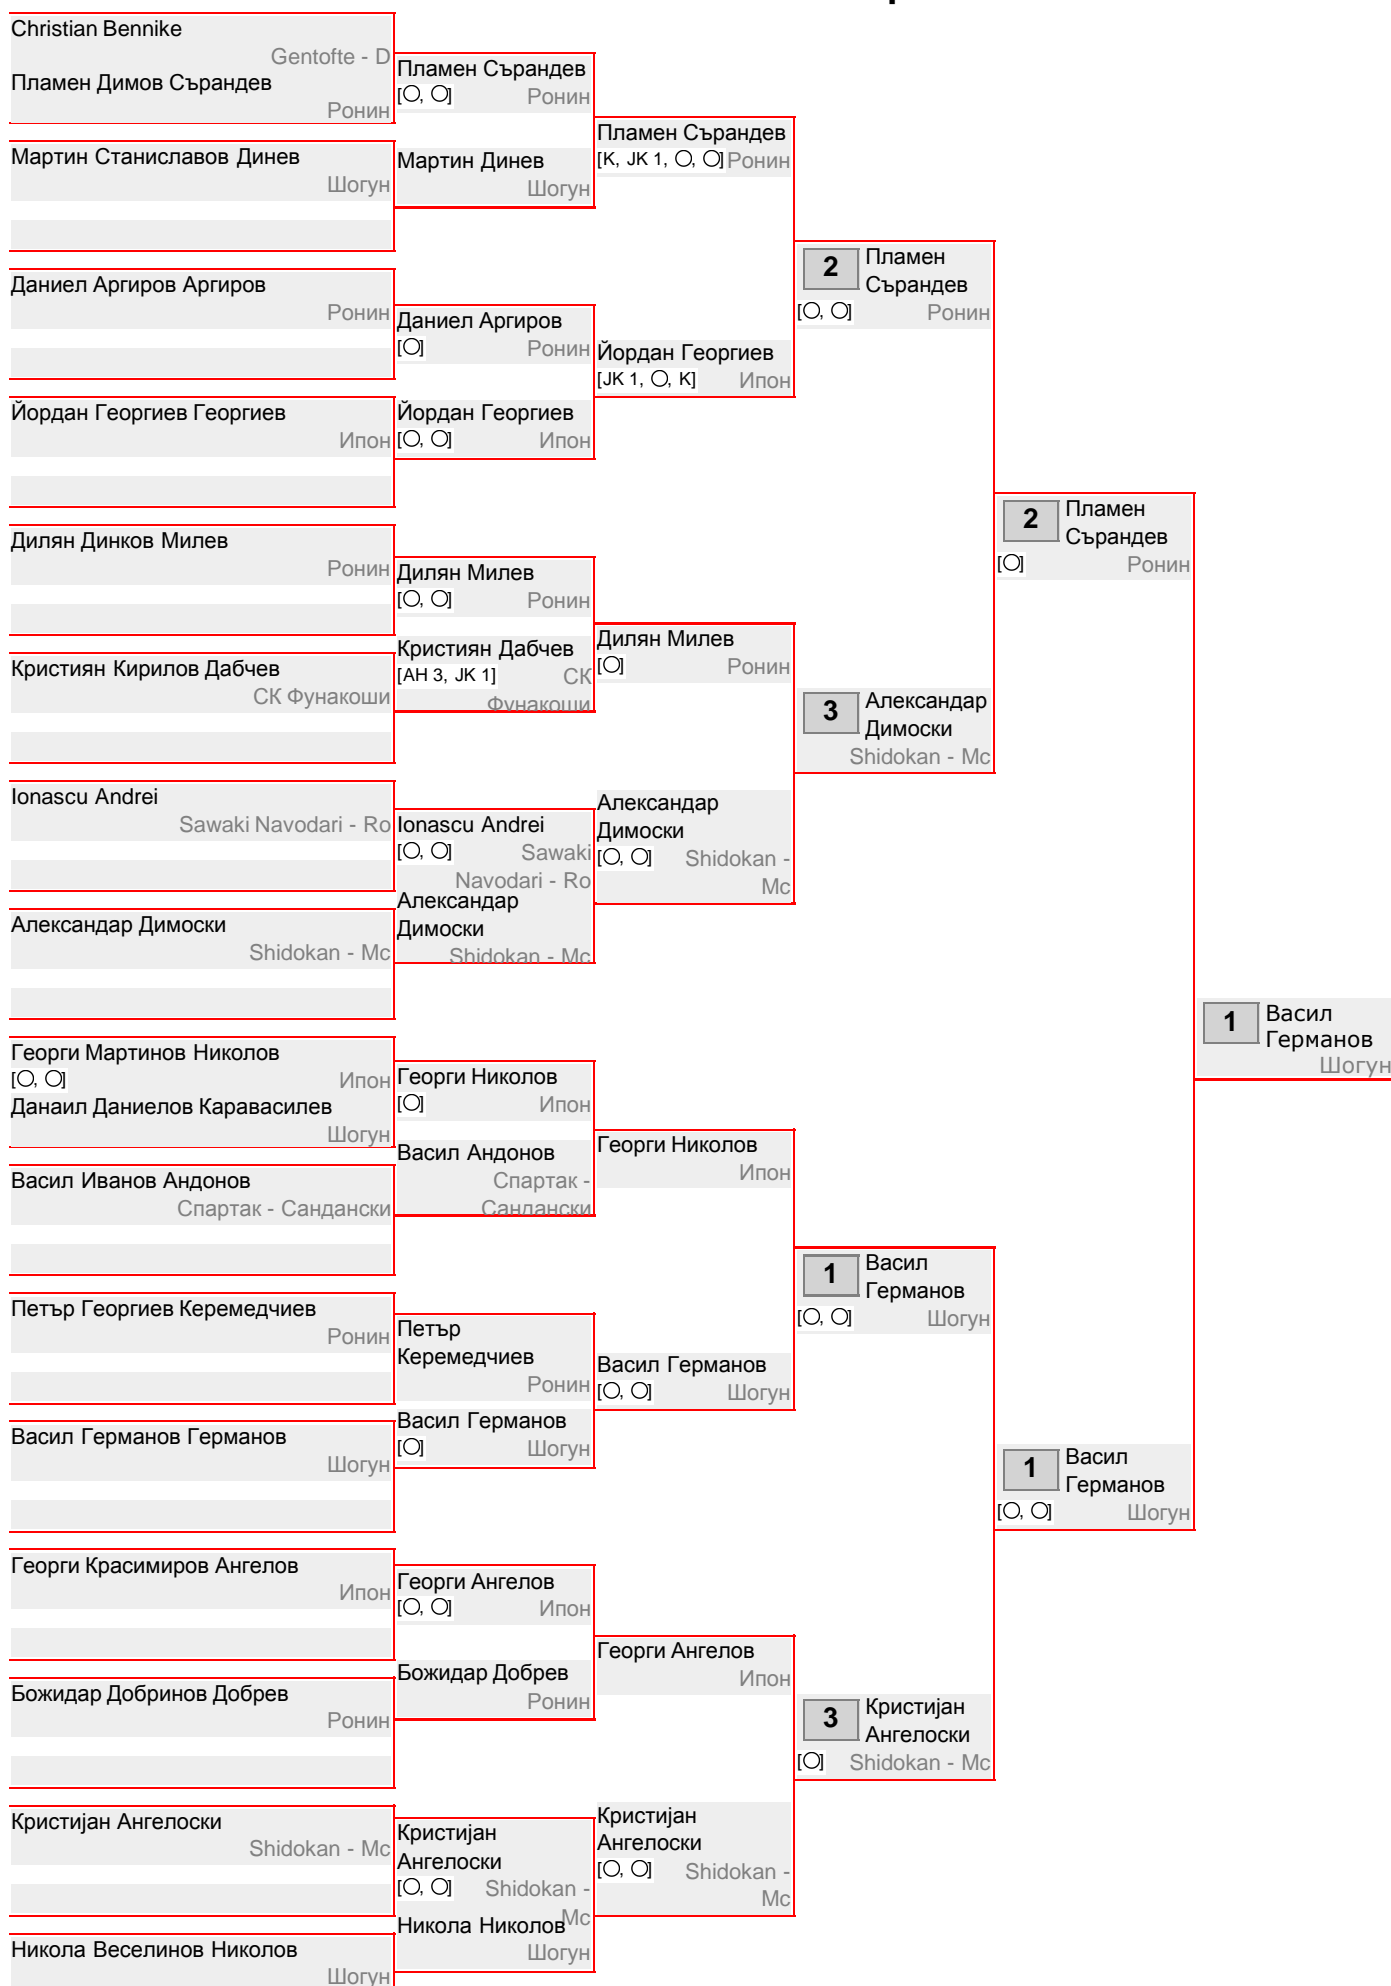 Christian Bennike
Gentofte - D
Пламен Димов Сърандев
Ронин
Мартин Станиславов Динев
Шогун
Даниел Аргиров Аргиров
Ронин
Йордан Георгиев Георгиев
Ипон
Дилян Динков Милев
Ронин
Кристиян Кирилов Дабчев
СК Фунакоши
Ionascu Andrei
Sawaki Navodari - Ro
Александар Димоски
Shidokan - Mc
Георги Мартинов Николов
[O, O] Ипон
Данаил Даниелов Каравасилев
Шогун
Васил Иванов Андонов
Спартак - Сандански
Петър Георгиев Керемедчиев
Ронин
Васил Германов Германов
Шогун
Георги Красимиров Ангелов
Ипон
Божидар Добринов Добрев
Ронин
Кристијан Ангелоски
Shidokan - Mc
Никола Веселинов Николов
Шогун
Пламен Сърандев
[O, O] Ронин
Мартин Динев
Шогун
Даниел Аргиров
[O] Ронин
Йордан Георгиев
[O, O] Ипон
Дилян Милев
[O, O] Ронин
Кристиян Дабчев
[AH 3, JK 1] СК
Фунакоши
Ionascu Andrei
[O, O] Sawaki
Navodari - Ro
Александар
Димоски
Shidokan - Mc
Георги Николов
[O] Ипон
Васил Андонов
Спартак -
Сандански
Петър
Керемедчиев
Ронин
Васил Германов
[O] Шогун
Георги Ангелов
[O, O] Ипон
Божидар Добрев
Ронин
Кристијан
Ангелоски
[O, O] Shidokan -
Mc
Никола Николов
Шогун
Пламен Сърандев
[K, JK 1, O, O] Ронин
Йордан Георгиев
[JK 1, O, K] Ипон
Дилян Милев
[O] Ронин
Александар
Димоски
[O, O] Shidokan -
Mc
Георги Николов
Ипон
Васил Германов
[O, O] Шогун
Георги Ангелов
Ипон
Кристијан
Ангелоски
[O, O] Shidokan -
Mc
2 Пламен
Сърандев
[O, O] Ронин
3 Александар
Димоски
Shidokan - Mc
1 Васил
Германов
[O, O] Шогун
3 Кристијан
Ангелоски
[O] Shidokan - Mc
2 Пламен
Сърандев
[O] Ронин
1 Васил
Германов
[O, O] Шогун
1 Васил
Германов
Шогун